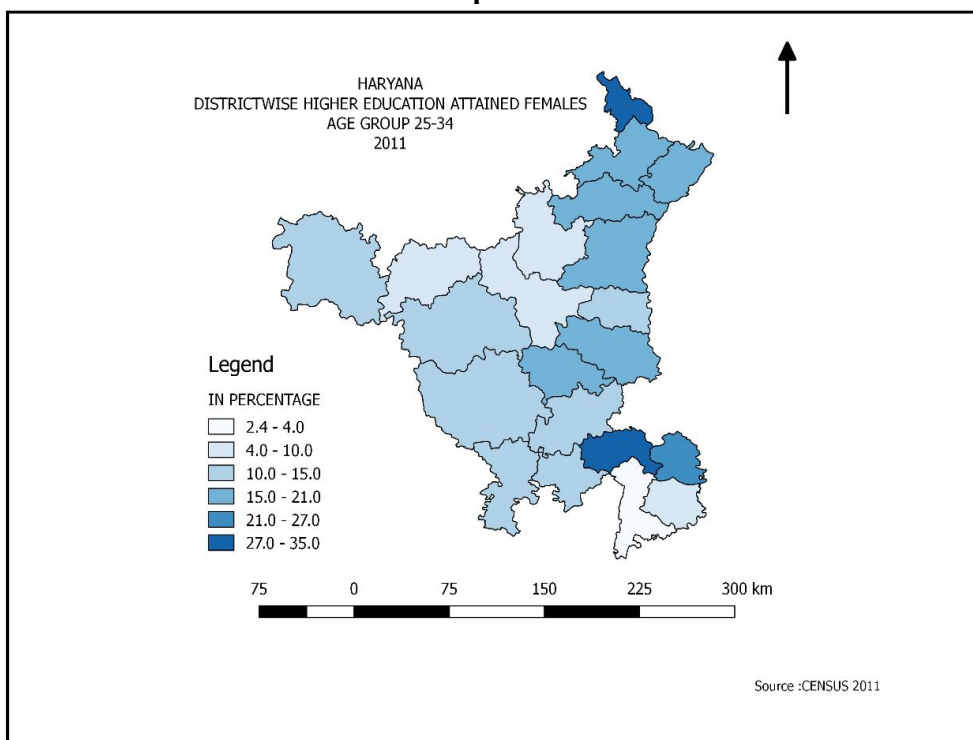 HARYANA
DISTRICTWISE HIGHER EDUCATION ATTAINED FEMALES
AGE GROUP 25-34
2011
Legend
IN PERCENTAGE
2.4 - 4.0
4.0 - 10.0
10.0 - 15.0
15.0 - 21.0
21.0 - 27.0
27.0 - 35.0
75 0 75 150 225 300 km
Source :CENSUS 2011